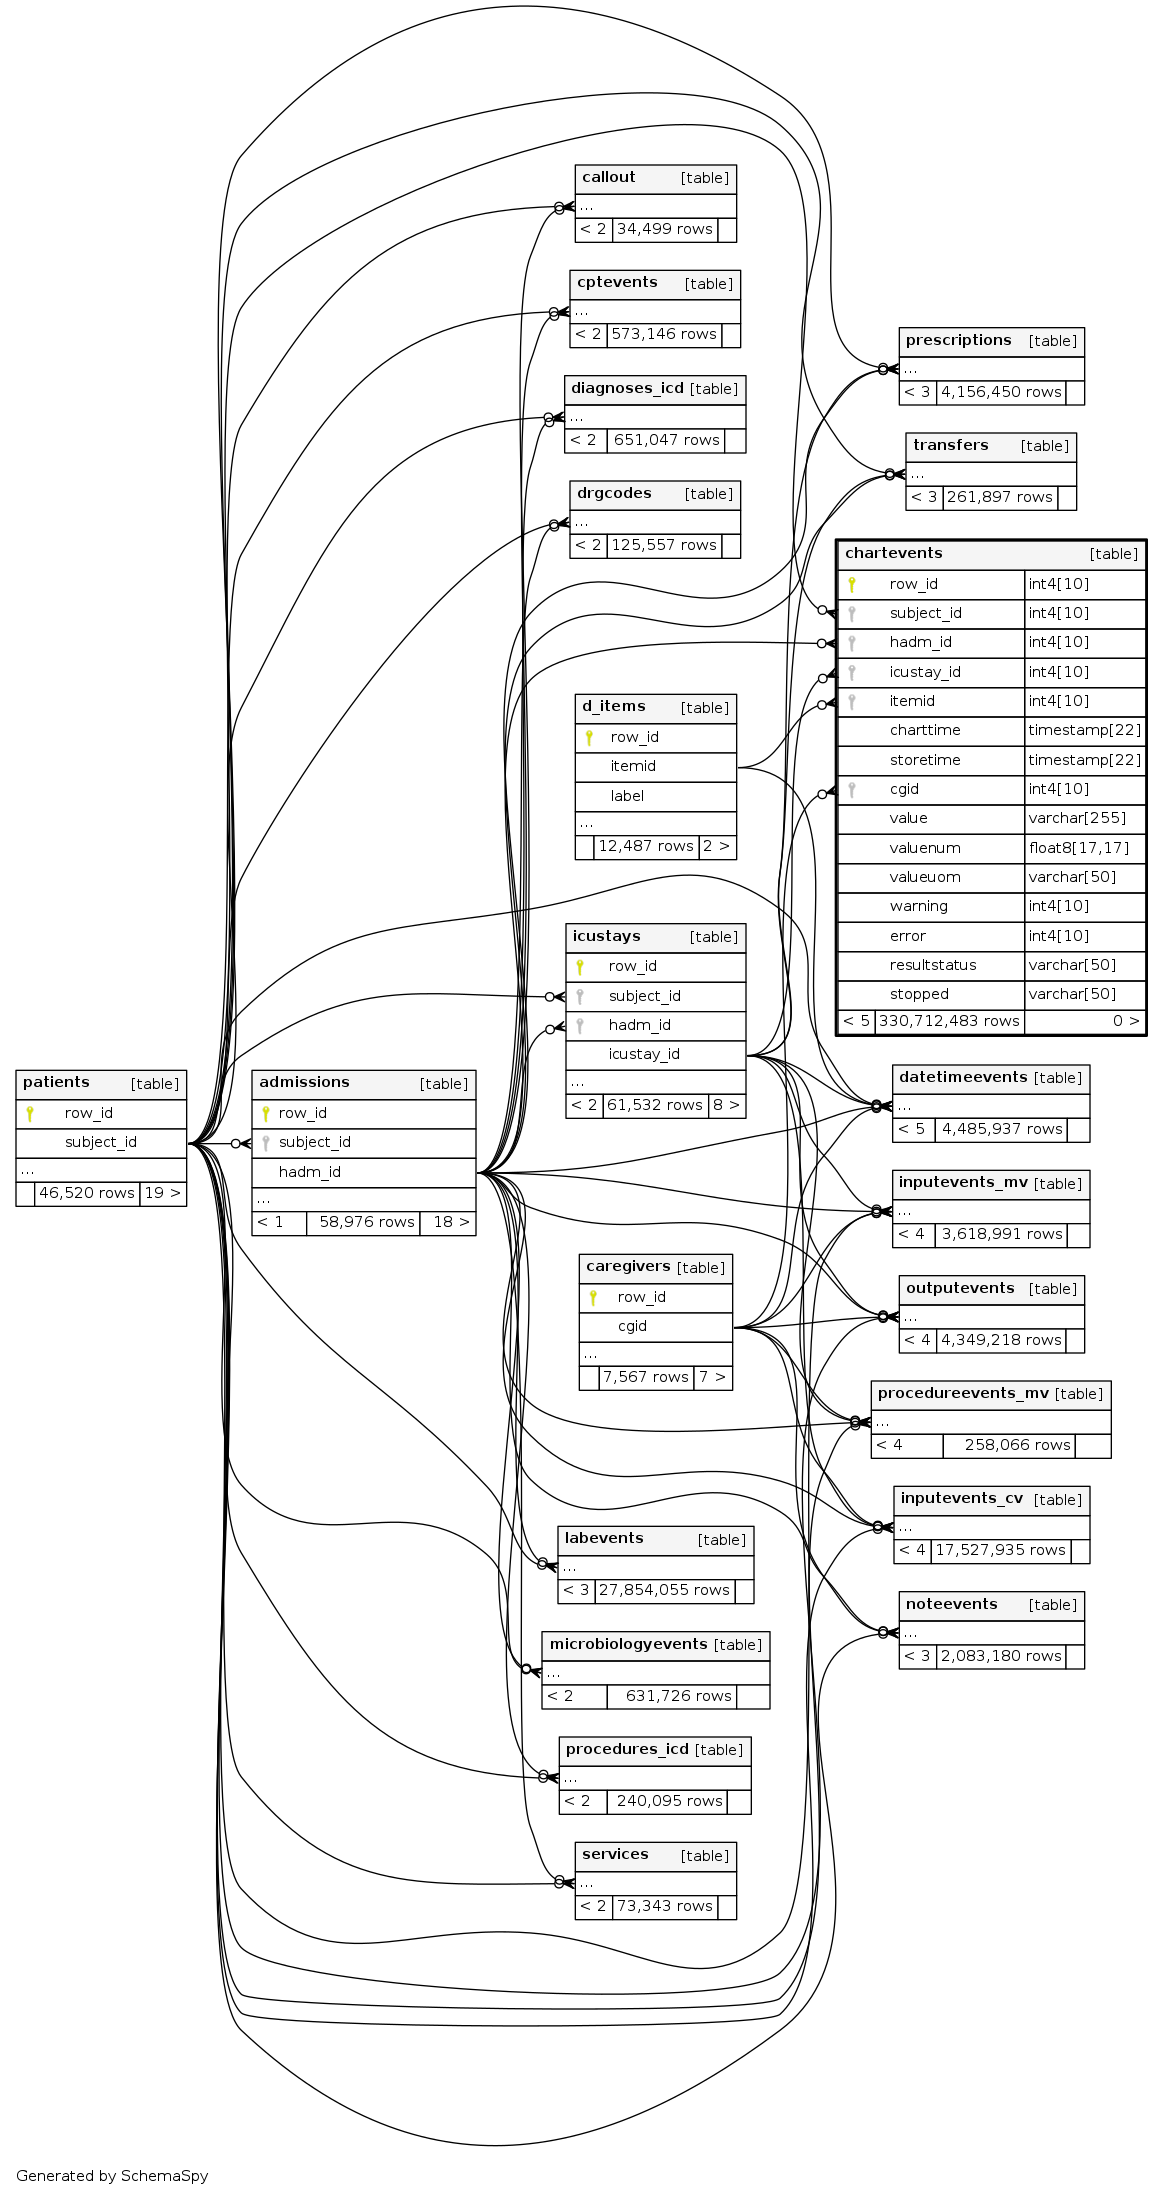 callout [table]
...
< 2 34,499 rows
cptevents [table]
...
< 2 573,146 rows
diagnoses_icd [table]
...
< 2 651,047 rows
drgcodes [table]
...
< 2 125,557 rows
prescriptions [table]
...
< 3 4,156,450 rows
transfers [table]
...
< 3 261,897 rows
chartevents [table]
row_id int4[10]
subject_id int4[10]
hadm_id int4[10]
icustay_id int4[10]
itemid int4[10]
charttime timestamp[22]
storetime timestamp[22]
cgid int4[10]
value varchar[255]
valuenum float8[17,17]
valueuom varchar[50]
warning int4[10]
error int4[10]
resultstatus varchar[50]
stopped varchar[50]
< 5 330,712,483 rows 0 >
d_items [table]
row_id
itemid
label
...
12,487 rows 2 >
icustays [table]
row_id
subject_id
hadm_id
icustay_id
...
< 2 61,532 rows 8 >
patients [table]
row_id
subject_id
...
46,520 rows 19 >
admissions [table]
row_id
subject_id
hadm_id
...
< 1 58,976 rows 18 >
datetimeevents [table]
...
< 5 4,485,937 rows
inputevents_mv [table]
...
< 4 3,618,991 rows
caregivers [table]
row_id
cgid
...
7,567 rows 7 >
outputevents [table]
...
< 4 4,349,218 rows
procedureevents_mv [table]
...
< 4 258,066 rows
inputevents_cv [table]
...
< 4 17,527,935 rows
labevents [table]
...
< 3 27,854,055 rows
noteevents [table]
...
< 3 2,083,180 rows
microbiologyevents [table]
...
< 2 631,726 rows
procedures_icd [table]
...
< 2 240,095 rows
services [table]
...
< 2 73,343 rows
Generated by SchemaSpy